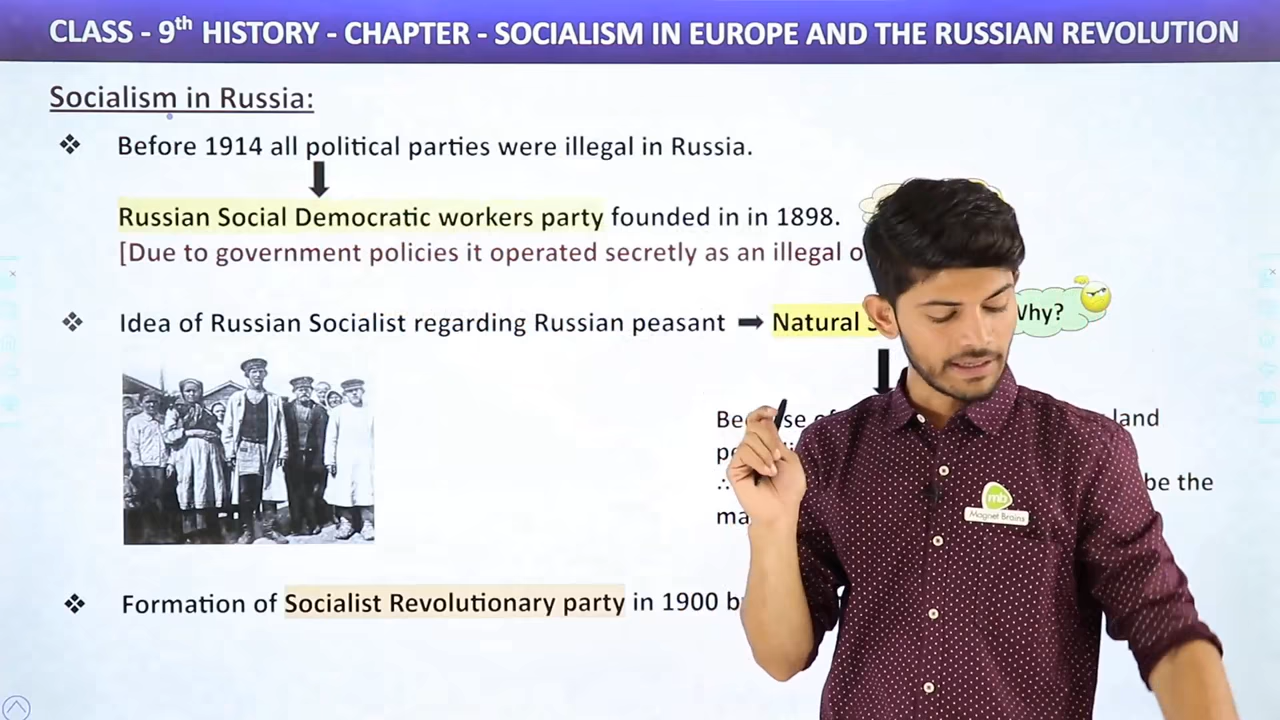 CLASS - 9th HISTORY - CHAPTER - SOCIALISM IN EUROPE AND THE RUSSIAN REVOLUTION
Socialism in Russia:
❖ Before 1914 all political parties were illegal in Russia.
Russian Social Democratic workers party founded in in 1898.
[Due to government policies it operated secretly as an illegal
❖ Idea of Russian Socialist regarding Russian peasant ➡ Natural Why?
land
∴ be the
❖ Formation of Socialist Revolutionary party in 1900
mb
Magnet Brains